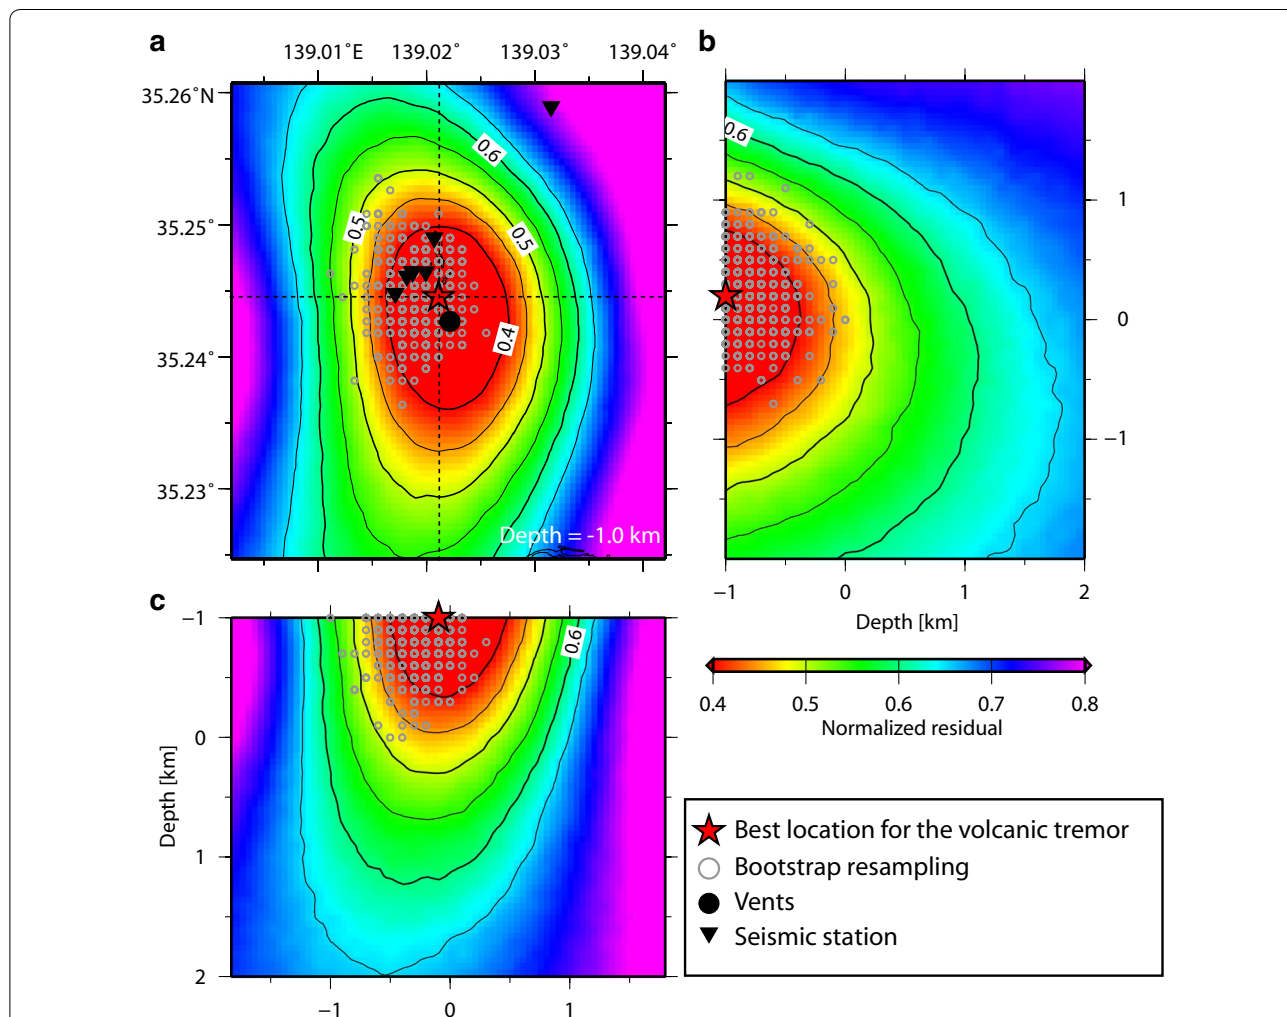 a
139.01°E 139.02° 139.03° 139.04°
b
35.26°N
35.25°
35.24°
35.23°
0.6
0.5
0.5
0.4
Depth = -1.0 km
0.6
1
0
−1
−1 0 1 2
Depth [km]
c
−1
0
1
2
Depth [km]
0.6
−1 0 1
0.4 0.5 0.6 0.7 0.8
Normalized residual
Best location for the volcanic tremor
Bootstrap resampling
Vents
Seismic station